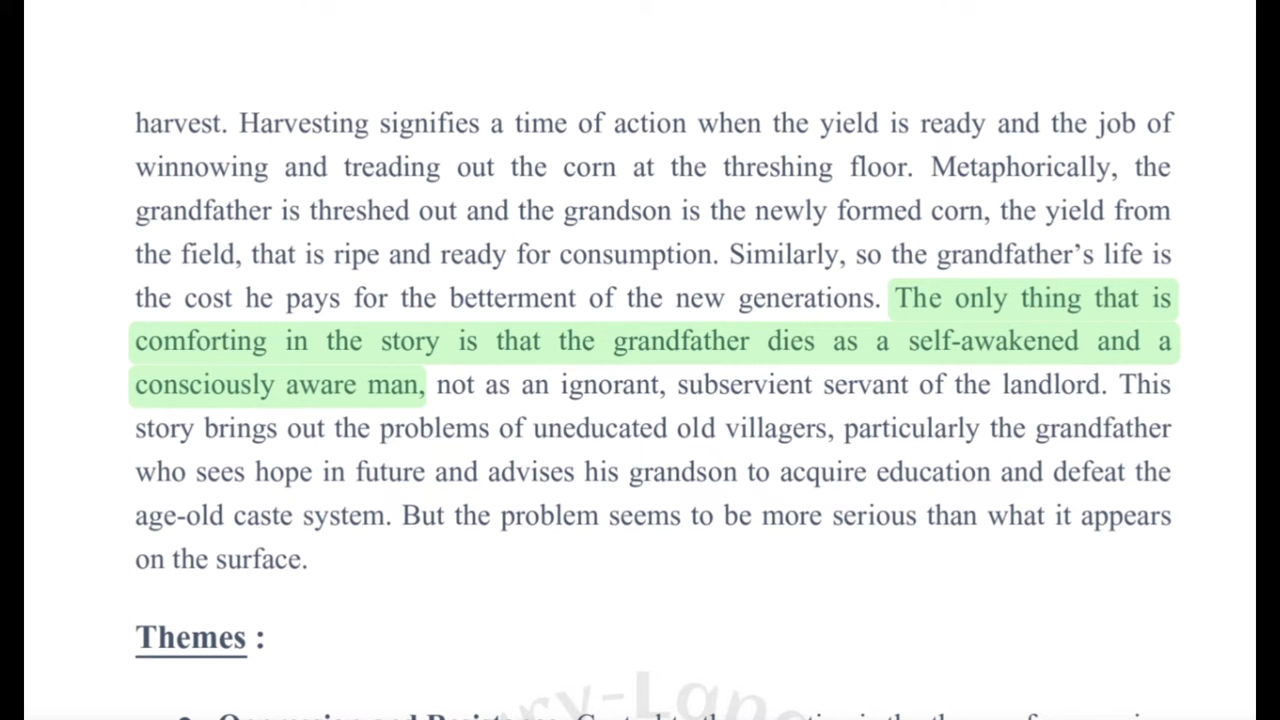 harvest. Harvesting signifies a time of action when the yield is ready and the job of
winnowing and treading out the corn at the threshing floor. Metaphorically, the
grandfather is threshed out and the grandson is the newly formed corn, the yield from
the field, that is ripe and ready for consumption. Similarly, so the grandfather’s life is
the cost he pays for the betterment of the new generations. The only thing that is
comforting in the story is that the grandfather dies as a self-awakened and a
consciously aware man, not as an ignorant, subservient servant of the landlord. This
story brings out the problems of uneducated old villagers, particularly the grandfather
who sees hope in future and advises his grandson to acquire education and defeat the
age-old caste system. But the problem seems to be more serious than what it appears
on the surface.
Themes :